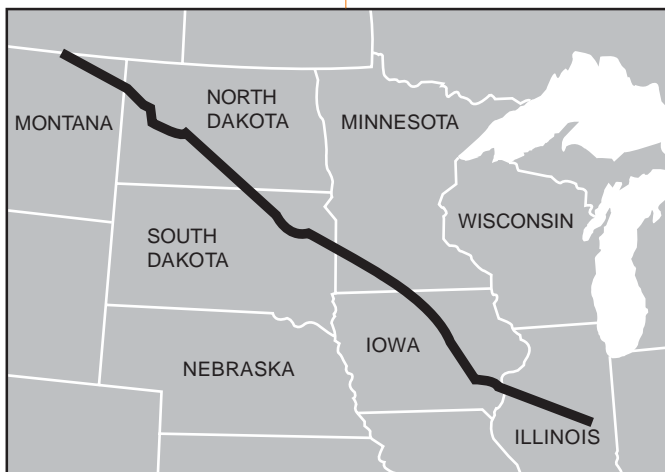 NORTH
DAKOTA
MONTANA
MINNESOTA
WISCONSIN
SOUTH
DAKOTA
IOWA
NEBRASKA
ILLINOIS